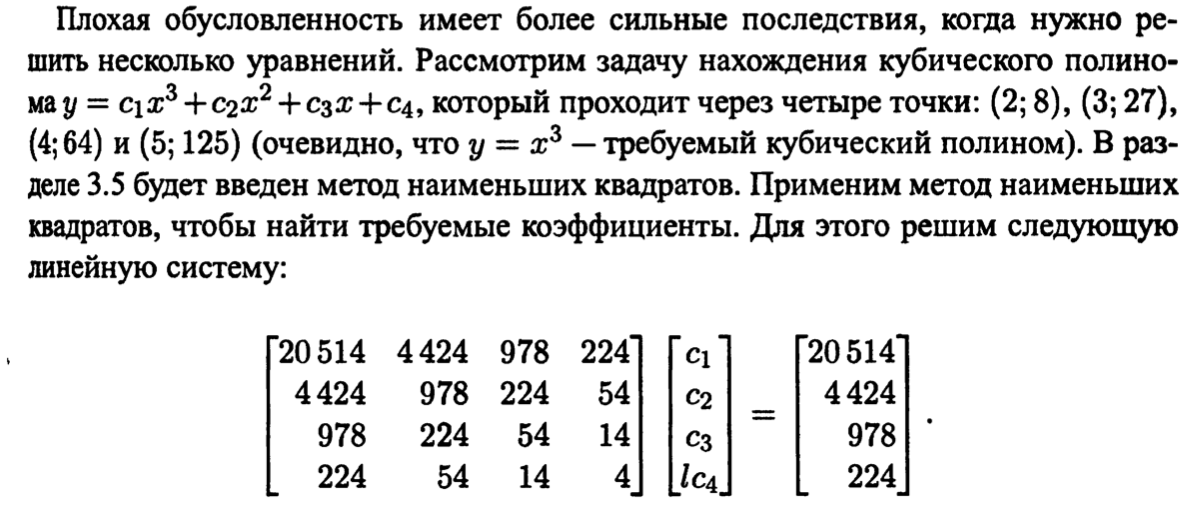 Плохая обусловленность имеет более сильные последствия, когда нужно ре-
шить несколько уравнений. Рассмотрим задачу нахождения кубического полино-
ма y = c₁x³ + c₂x² + c₃x + c₄, который проходит через четыре точки: (2; 8), (3; 27),
(4; 64) и (5; 125) (очевидно, что y = x³ — требуемый кубический полином). В раз-
деле 3.5 будет введен метод наименьших квадратов. Применим метод наименьших
квадратов, чтобы найти требуемые коэффициенты. Для этого решим следующую
линейную систему:
[20 514 4 424 978 224] [c₁] [20 514]
[4 424 978 224 54] [c₂] = [4 424]
[978 224 54 14] [c₃] [978] .
[224 54 14 4] [lc₄] [224]